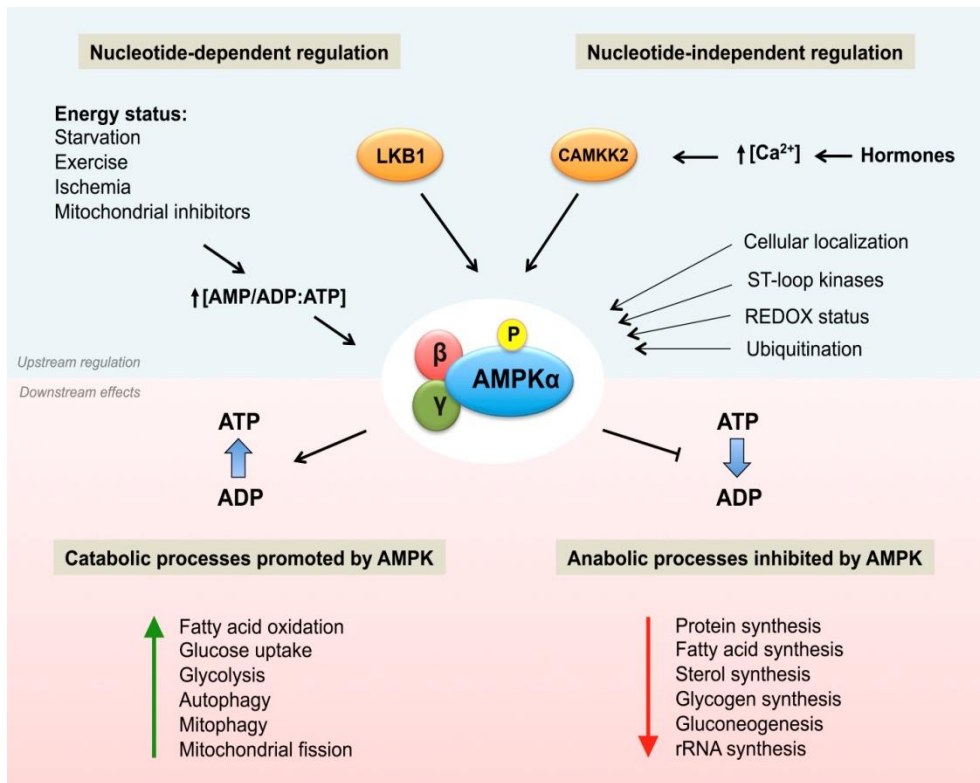 Nucleotide-dependent regulation
Nucleotide-independent regulation
Energy status:
Starvation
Exercise
Ischemia
Mitochondrial inhibitors
LKB1
CAMKK2
[Ca²⁺]
Hormones
[AMP/ADP:ATP]
Cellular localization
ST-loop kinases
REDOX status
Ubiquitination
P
β
AMPKα
γ
Upstream regulation
Downstream effects
ATP
ADP
ATP
ADP
Catabolic processes promoted by AMPK
Fatty acid oxidation
Glucose uptake
Glycolysis
Autophagy
Mitophagy
Mitochondrial fission
Anabolic processes inhibited by AMPK
Protein synthesis
Fatty acid synthesis
Sterol synthesis
Glycogen synthesis
Gluconeogenesis
rRNA synthesis